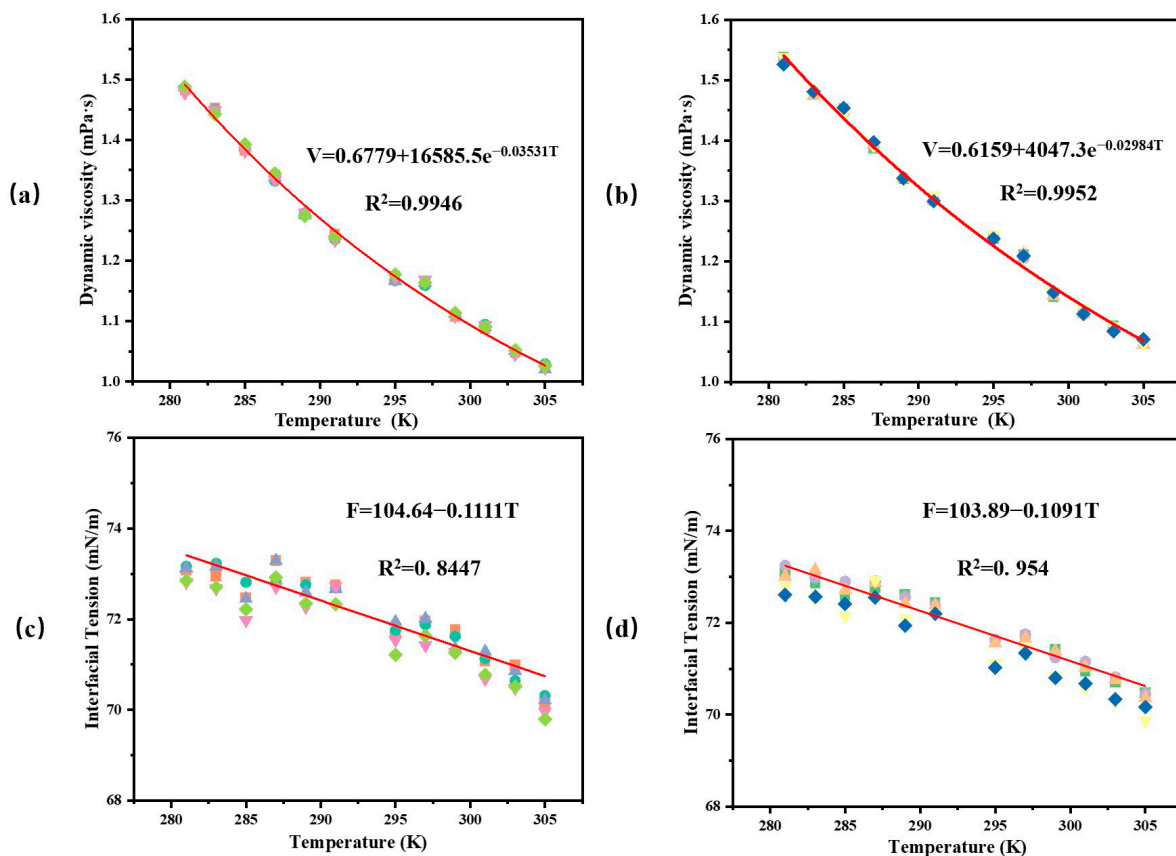 (a)
Dynamic viscosity (mPa·s)
1.6
1.5
1.4
1.3
1.2
1.1
1.0
V=0.6779+16585.5e−0.03531T
R2=0.9946
280 285 290 295 300 305
Temperature (K)
(b)
Dynamic viscosity (mPa·s)
1.6
1.5
1.4
1.3
1.2
1.1
1.0
V=0.6159+4047.3e−0.02984T
R2=0.9952
280 285 290 295 300 305
Temperature (K)
(c)
Interfacial Tension (mN/m)
76
74
72
70
68
F=104.64−0.1111T
R2=0. 8447
280 285 290 295 300 305
Temperature (K)
(d)
Interfacial Tension (mN/m)
76
74
72
70
68
F=103.89−0.1091T
R2=0. 954
280 285 290 295 300 305
Temperature (K)